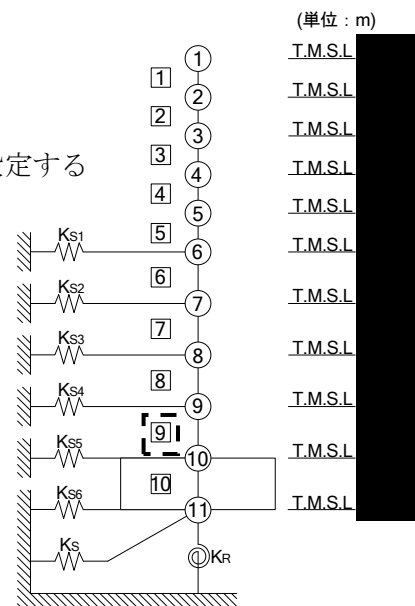 (単位：m)
1 T.M.S.L
1
2 T.M.S.L
2
3 T.M.S.L
3
定する
4 T.M.S.L
4
5 T.M.S.L
5
KS1 6 T.M.S.L
6
KS2 7 T.M.S.L
7
KS3 8 T.M.S.L
8
KS4 9 T.M.S.L
9
KS5 10 T.M.S.L
10
KS6 11 T.M.S.L
KS
KR